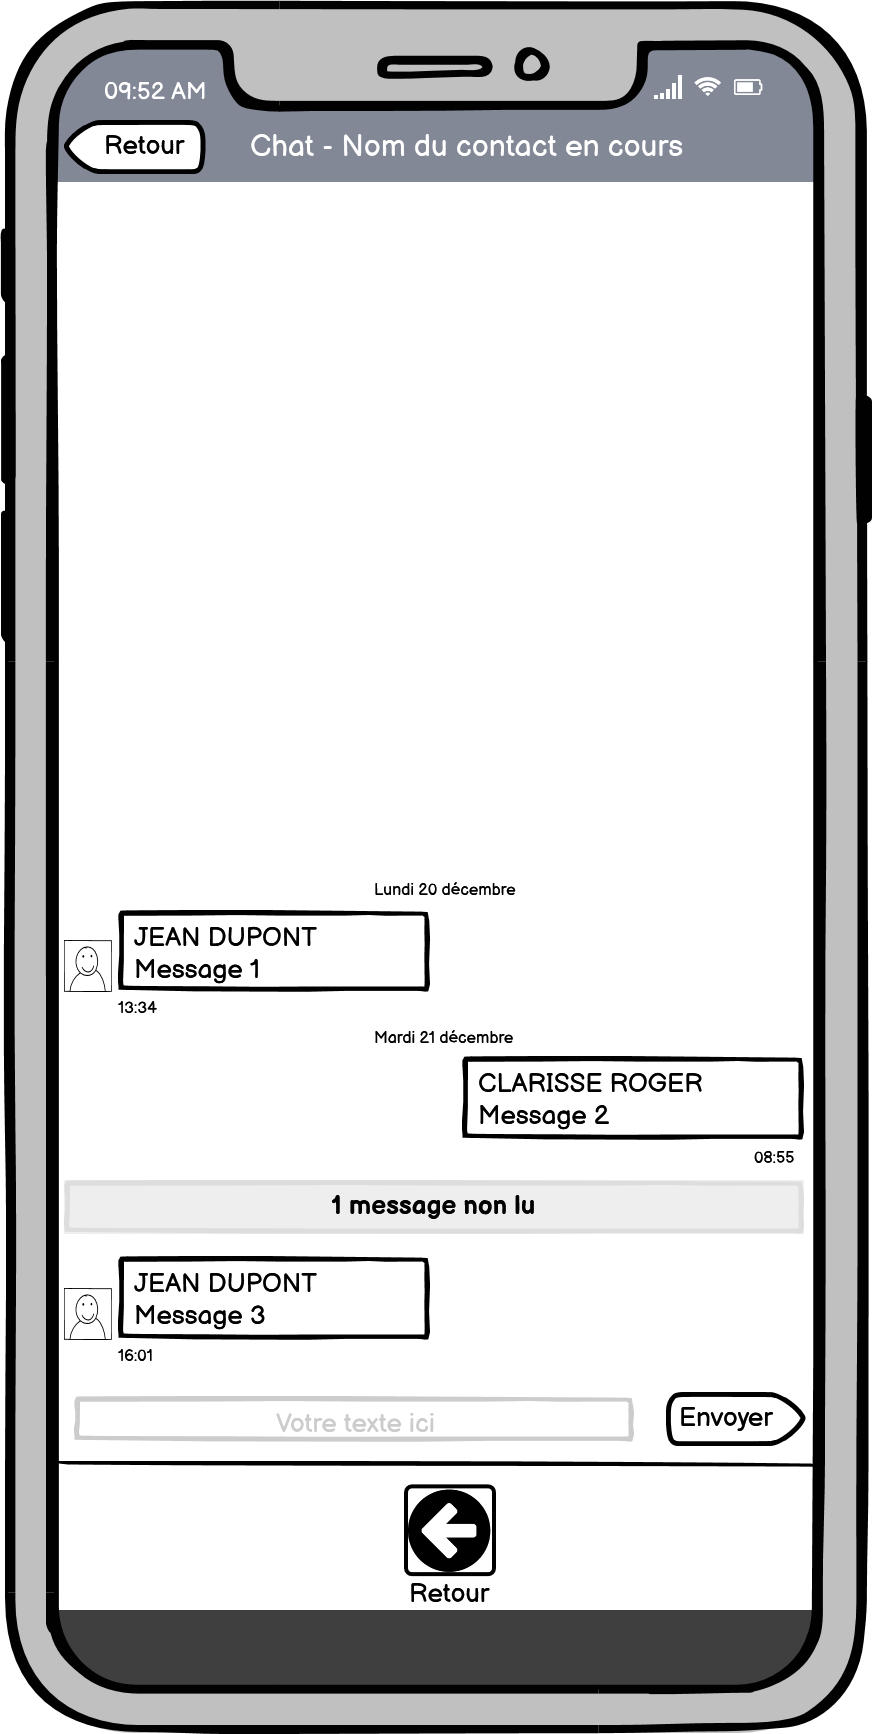 09:52 AM
Retour
Chat - Nom du contact en cours
Lundi 20 décembre
JEAN DUPONT
Message 1
13:34
Mardi 21 décembre
CLARISSE ROGER
Message 2
08:55
1 message non lu
JEAN DUPONT
Message 3
16:01
Votre texte ici
Envoyer
Retour